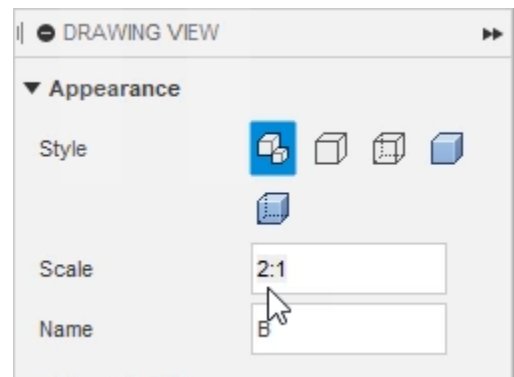 DRAWING VIEW
Appearance
Style
Scale 2:1
Name B